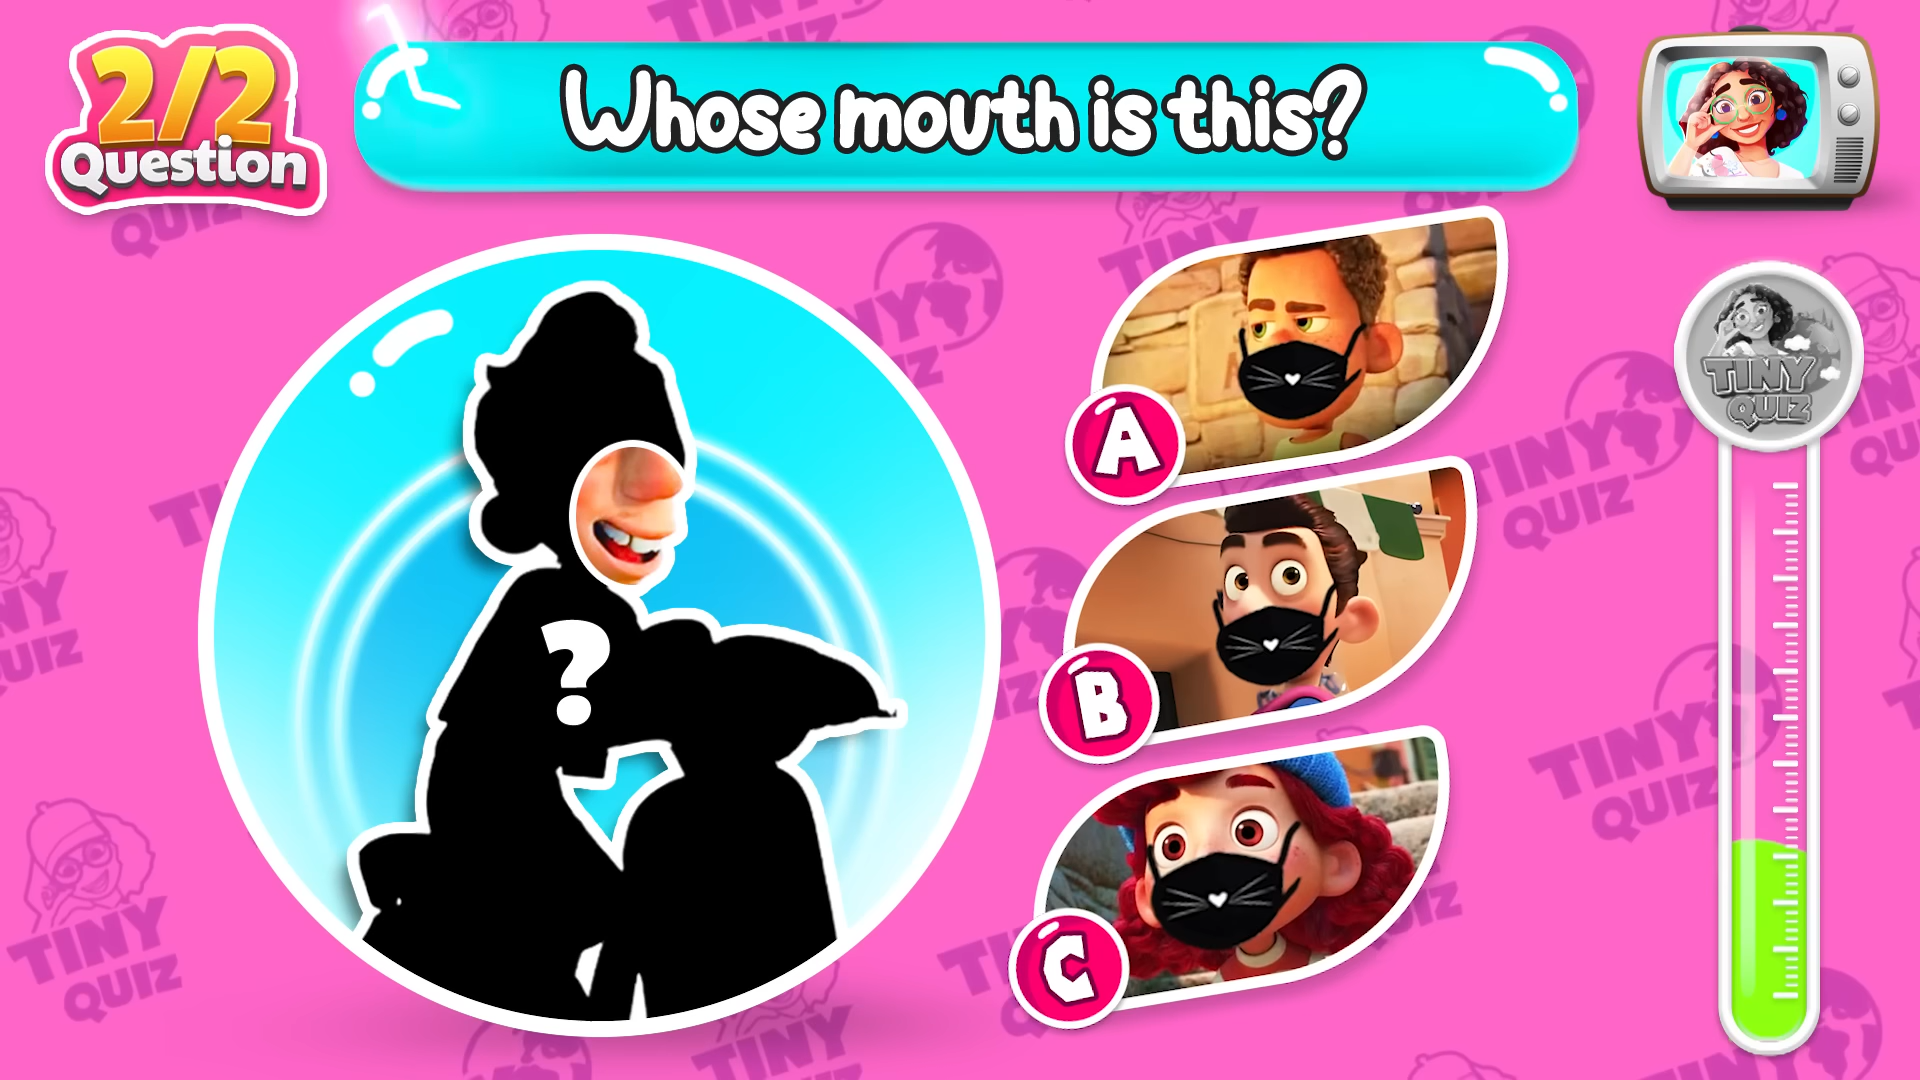 2/2
Question
Whose mouth is this?
?
A
B
C
TINY
QUIZ